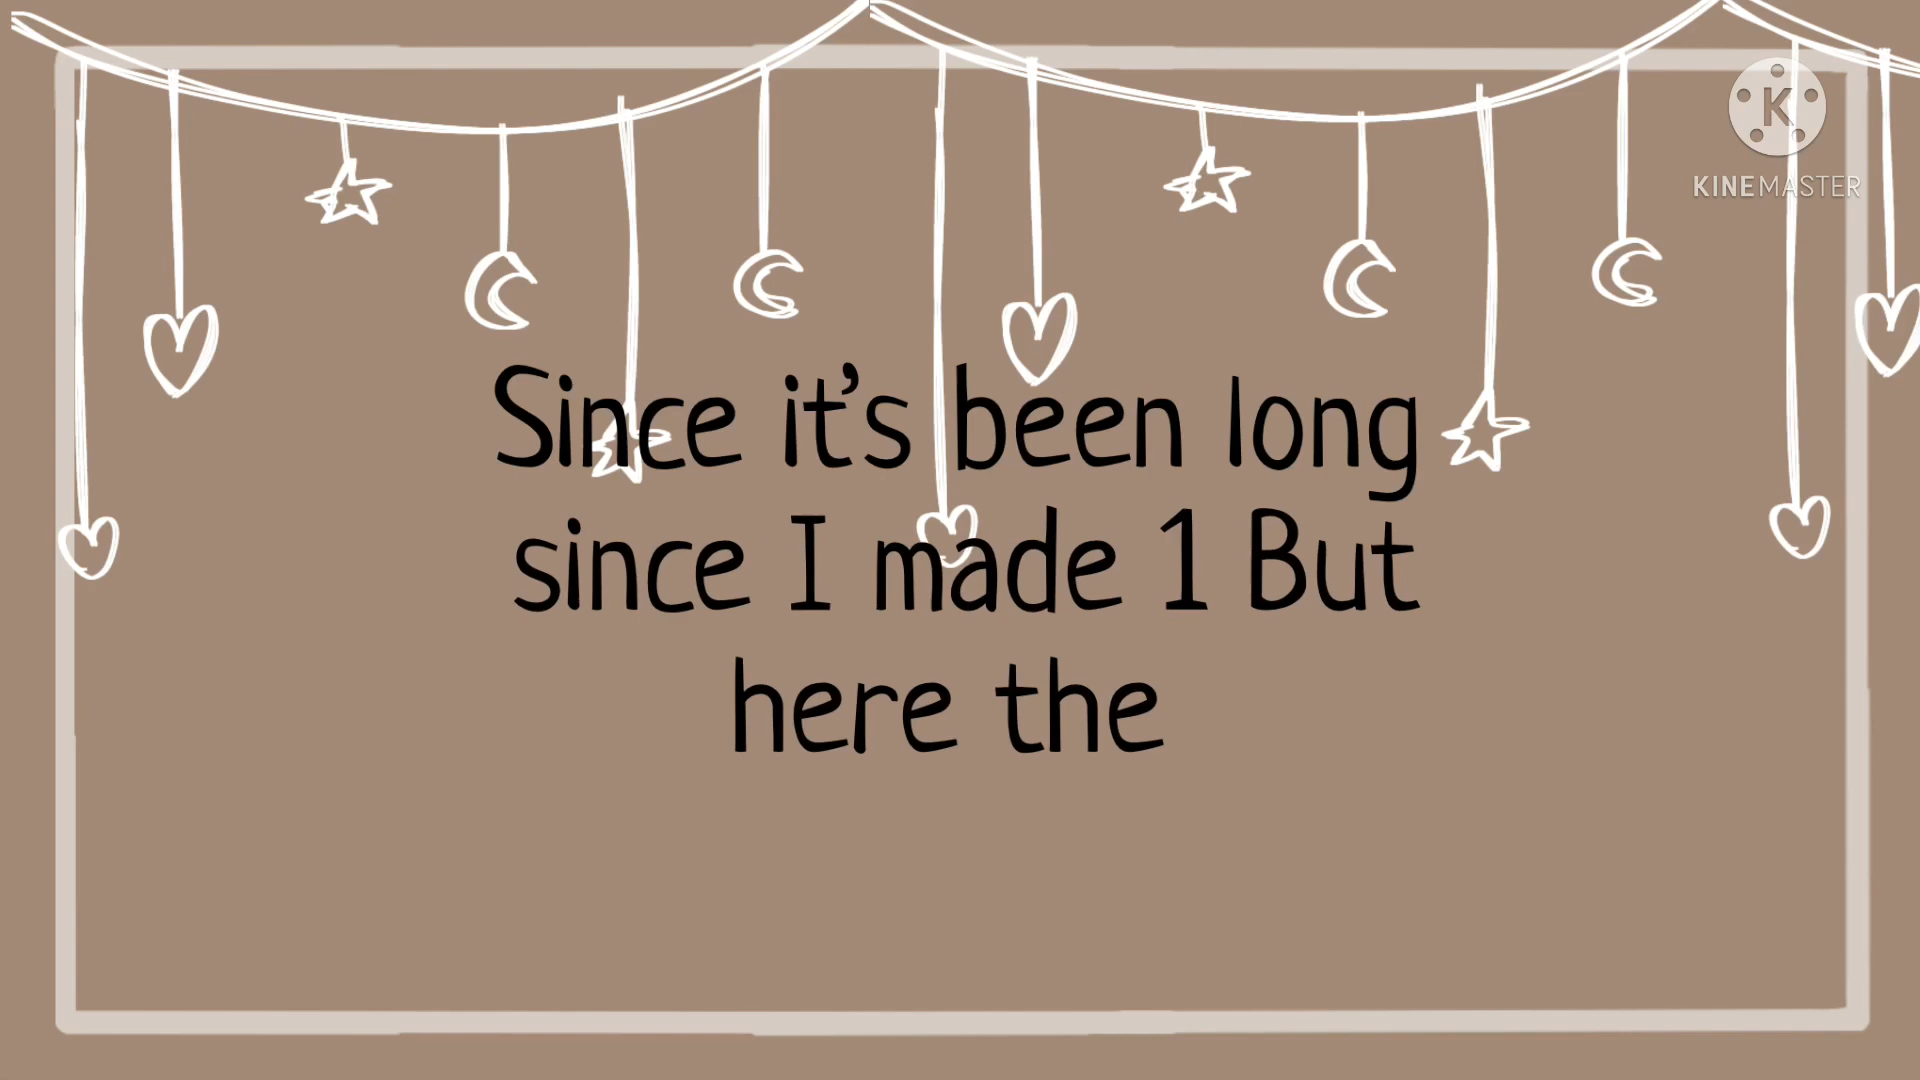 K
KINEMASTER
Since it's been long
since I made 1 But
here the